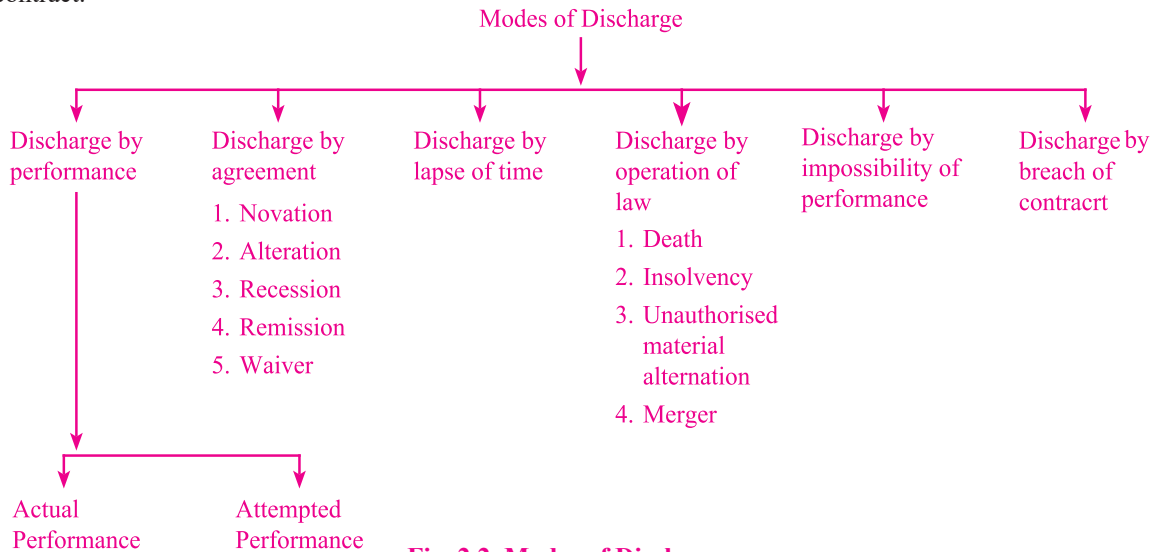 Modes of Discharge
Discharge by
performance
Discharge by
agreement
1. Novation
2. Alteration
3. Recession
4. Remission
5. Waiver
Discharge by
lapse of time
Discharge by
operation of
law
1. Death
2. Insolvency
3. Unauthorised
material
alternation
4. Merger
Discharge by
impossibility of
performance
Discharge by
breach of
contracrt
Actual
Performance
Attempted
Performance